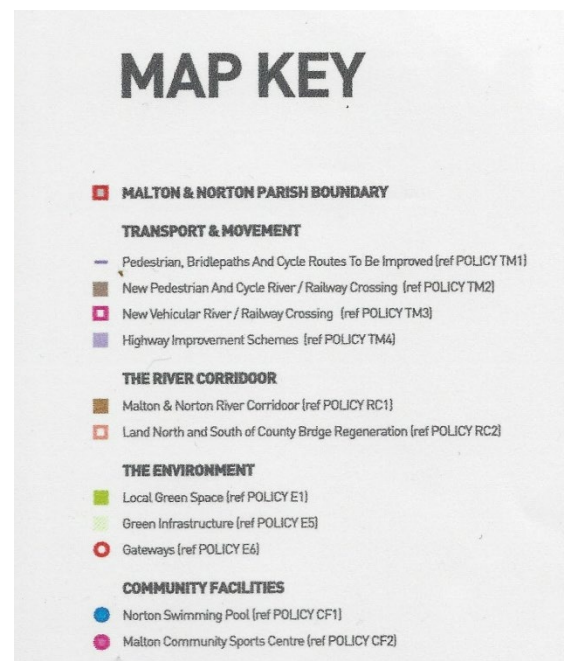 MAP KEY
MALTON & NORTON PARISH BOUNDARY
TRANSPORT & MOVEMENT
Pedestrian, Bridlepaths And Cycle Routes To Be Improved (ref POLICY TM1)
New Pedestrian And Cycle River / Railway Crossing (ref POLICY TM2)
New Vehicular River / Railway Crossing (ref POLICY TM3)
Highway Improvement Schemes (ref POLICY TM4)
THE RIVER CORRIDOOR
Malton & Norton River Corridoor (ref POLICY RC1)
Land North and South of County Brdge Regeneration (ref POLICY RC2)
THE ENVIRONMENT
Local Green Space (ref POLICY E1)
Green Infrastructure (ref POLICY E5)
Gateways (ref POLICY E6)
COMMUNITY FACILITIES
Norton Swimming Pool (ref POLICY CF1)
Malton Community Sports Centre (ref POLICY CF2)